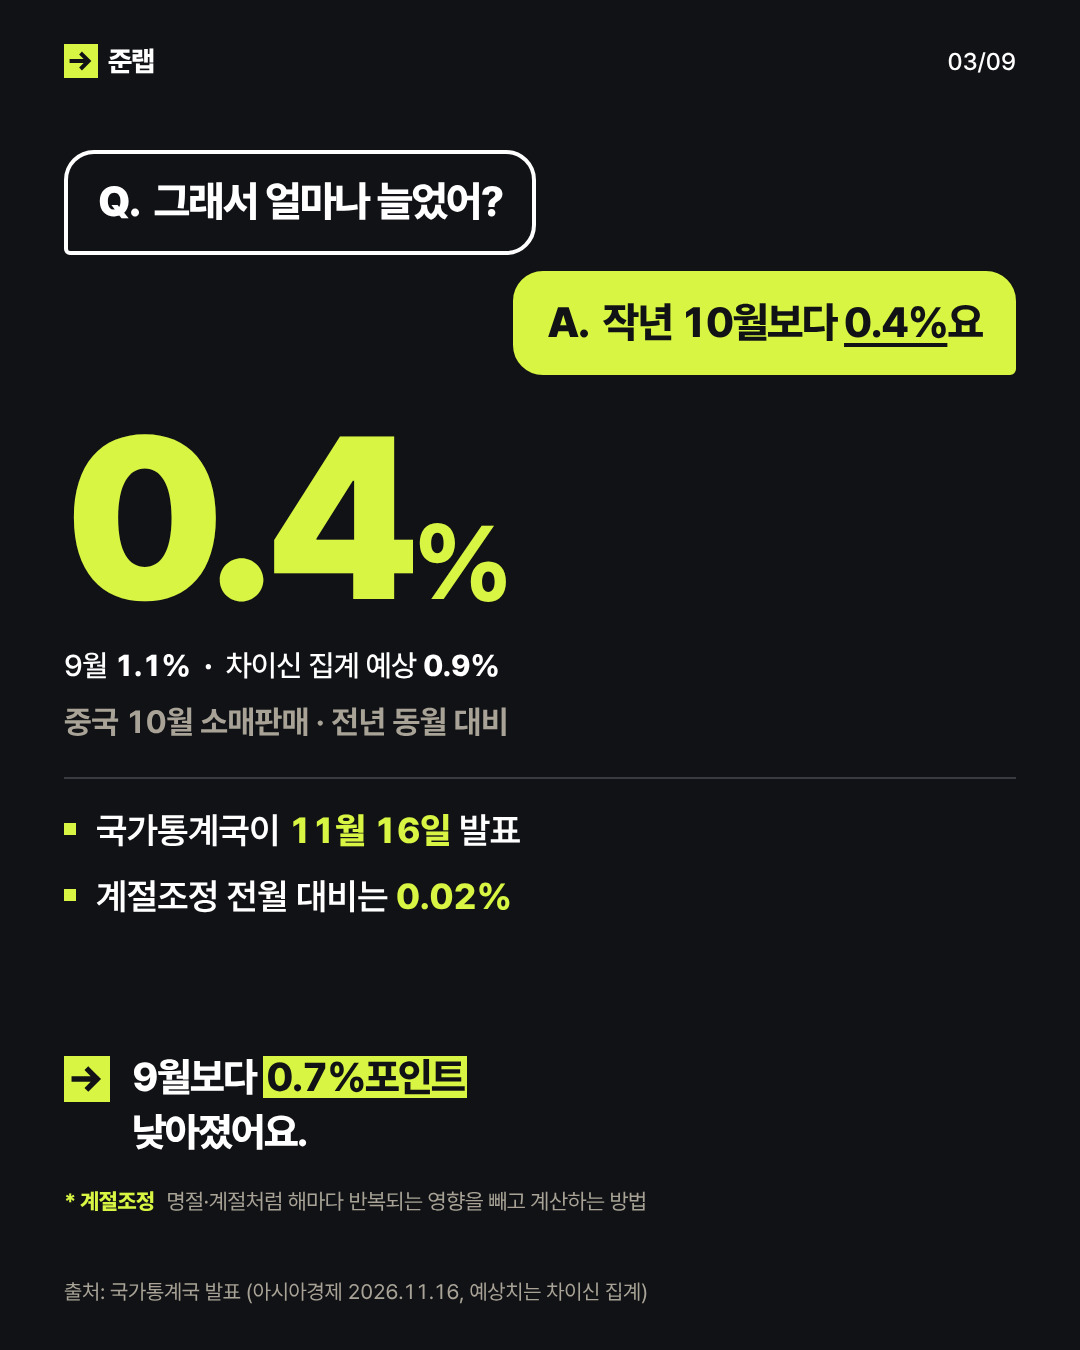 준랩
03/09
Q. 그래서 얼마나 늘었어?
A. 작년 10월보다 0.4%요
0.4%
9월 1.1% · 차이신 집계 예상 0.9%
중국 10월 소매판매 · 전년 동월 대비
국가통계국이 11월 16일 발표
계절조정 전월 대비는 0.02%
9월보다 0.7%포인트
낮아졌어요.
* 계절조정 명절·계절처럼 해마다 반복되는 영향을 빼고 계산하는 방법
출처: 국가통계국 발표 (아시아경제 2026.11.16, 예상치는 차이신 집계)